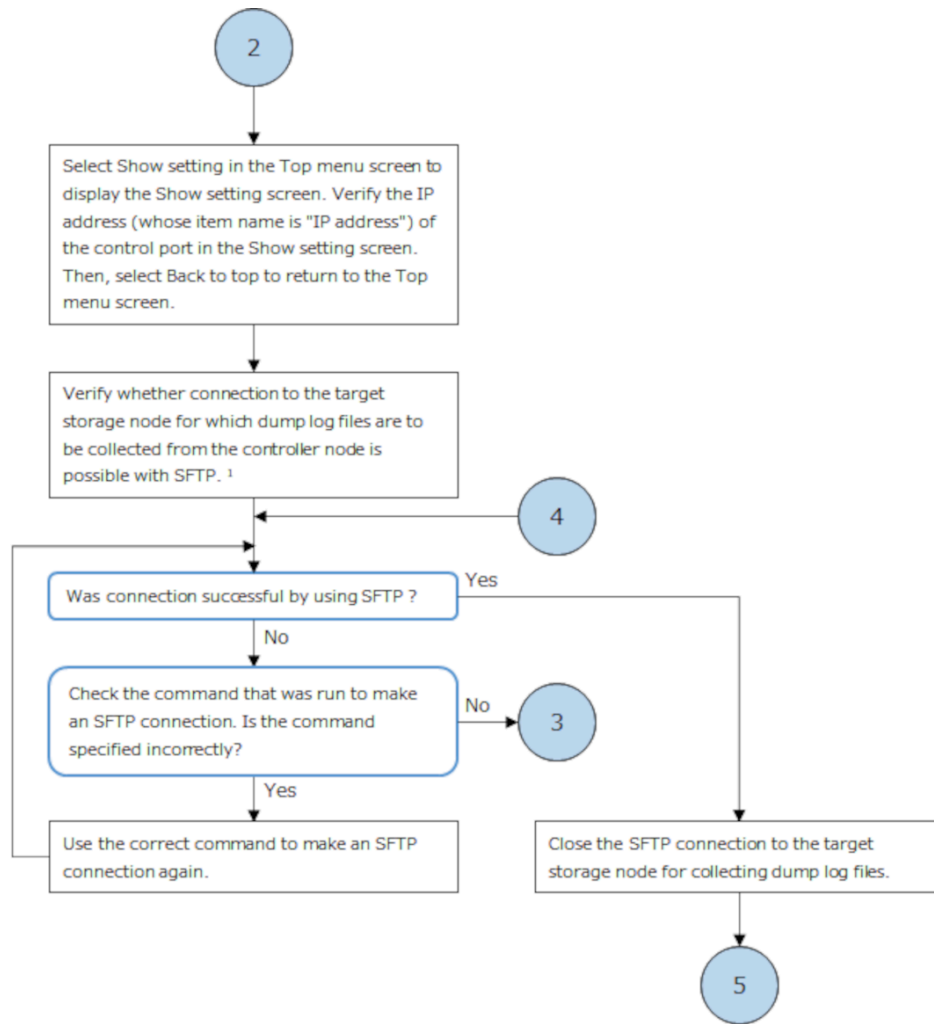 2
Select Show setting in the Top menu screen to
display the Show setting screen. Verify the IP
address (whose item name is "IP address") of
the control port in the Show setting screen.
Then, select Back to top to return to the Top
menu screen.
Verify whether connection to the target
storage node for which dump log files are to
be collected from the controller node is
possible with SFTP. ¹
4
Was connection successful by using SFTP ?
Yes
No
Check the command that was run to make
an SFTP connection. Is the command
specified incorrectly?
No
3
Yes
Use the correct command to make an SFTP
connection again.
Close the SFTP connection to the target
storage node for collecting dump log files.
5